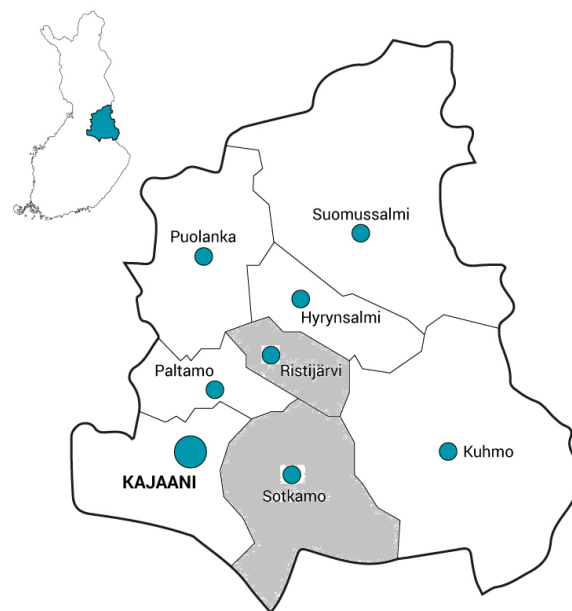 Suomussalmi
Puolanka
Hyrynsalmi
Ristijärvi
Paltamo
Kuhmo
KAJAANI
Sotkamo